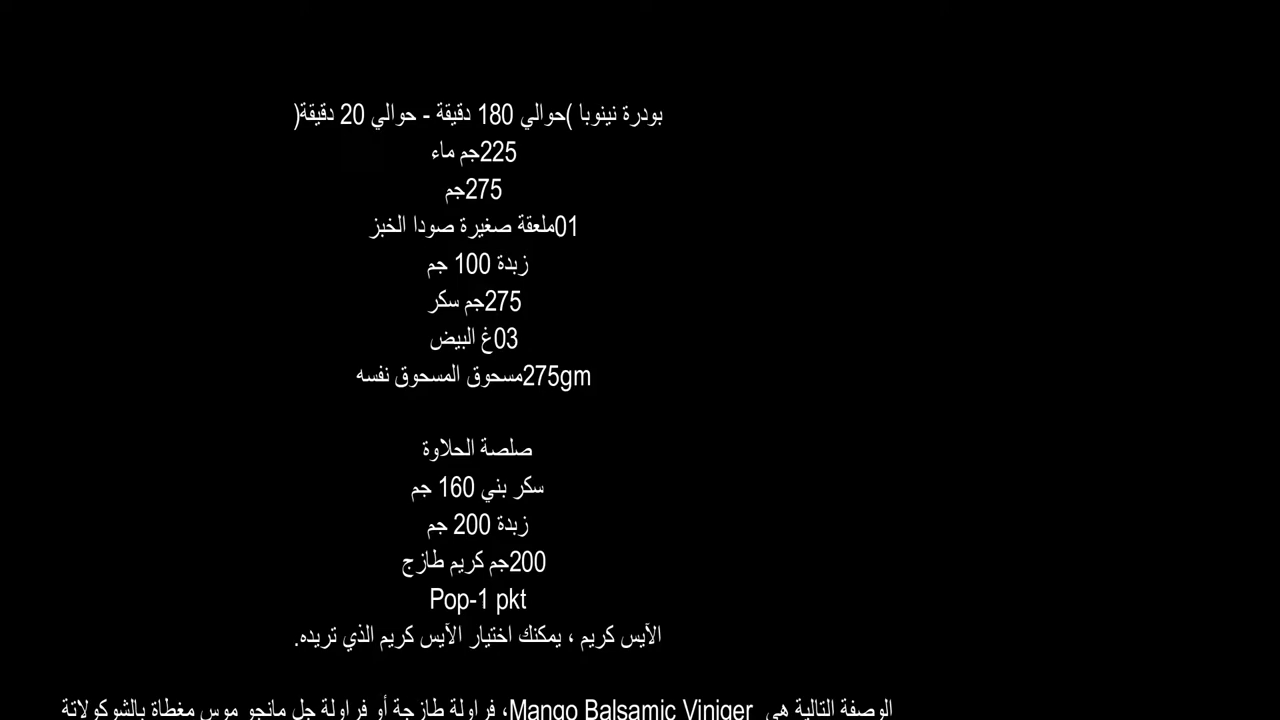 بودرة نينوبا )حوالي 180 دقيقة - حوالي 20 دقيقة(
225جم ماء
275جم
01ملعقة صغيرة صودا الخبز
زبدة 100 جم
275جم سكر
03غ البيض
275gmمسحوق المسحوق نفسه
صلصة الحلاوة
سكر بني 160 جم
زبدة 200 جم
200جم كريم طازج
Pop-1 pkt
الآيس كريم ، يمكنك اختيار الآيس كريم الذي تريده.
الوصفة التالية هي Mango Balsamic Viniger، فراولة طازجة أو فراولة جل مانجو موس مغطاة بالشوكولاتة